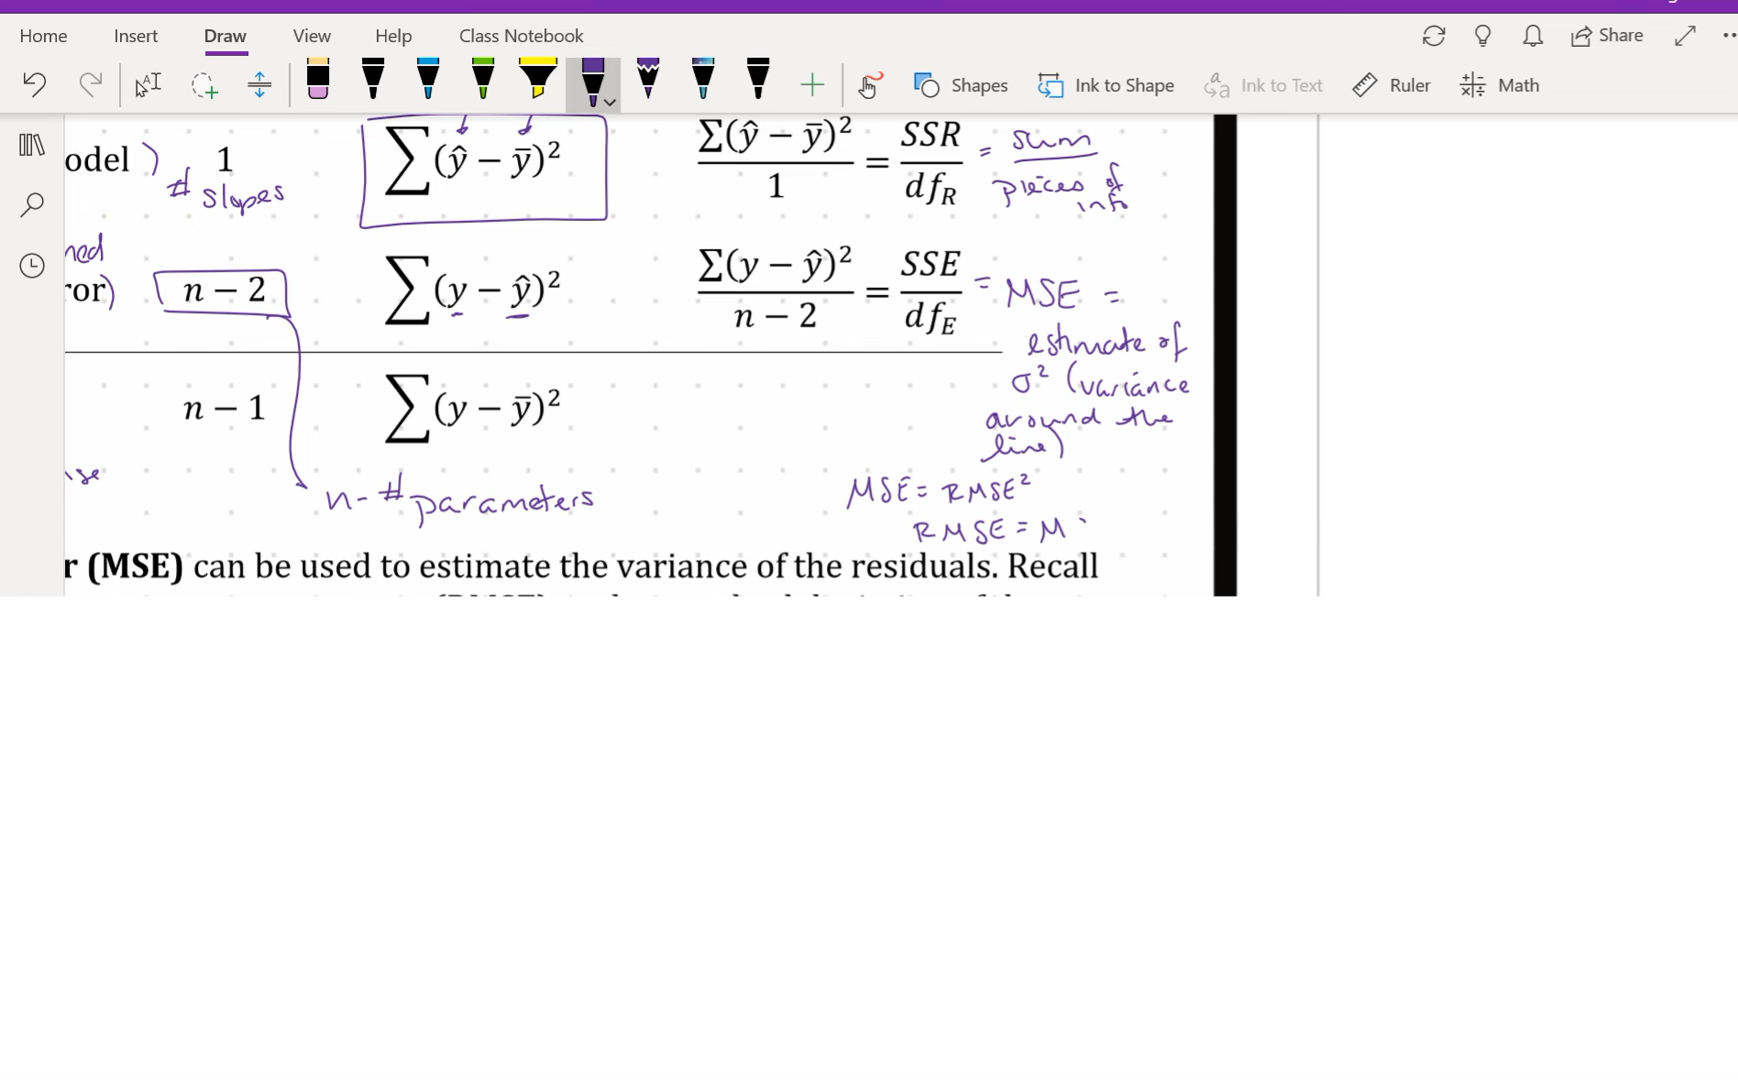 Home Insert Draw View Help Class Notebook Share
Shapes Ink to Shape Ink to Text Ruler Math
odel ) 1 ∑(ŷ − ȳ)² Σ(ŷ − ȳ)² / 1 = SSR / df_R = sum / pieces of info
# slopes
ned
ror) n − 2 ∑(y − ŷ)² Σ(y − ŷ)² / n − 2 = SSE / df_E = MSE =
estimate of
σ² (variance
around the
line)
n − 1 ∑(y − ȳ)²
n - # parameters
MSE = RMSE²
RMSE = M
r (MSE) can be used to estimate the variance of the residuals. Recall